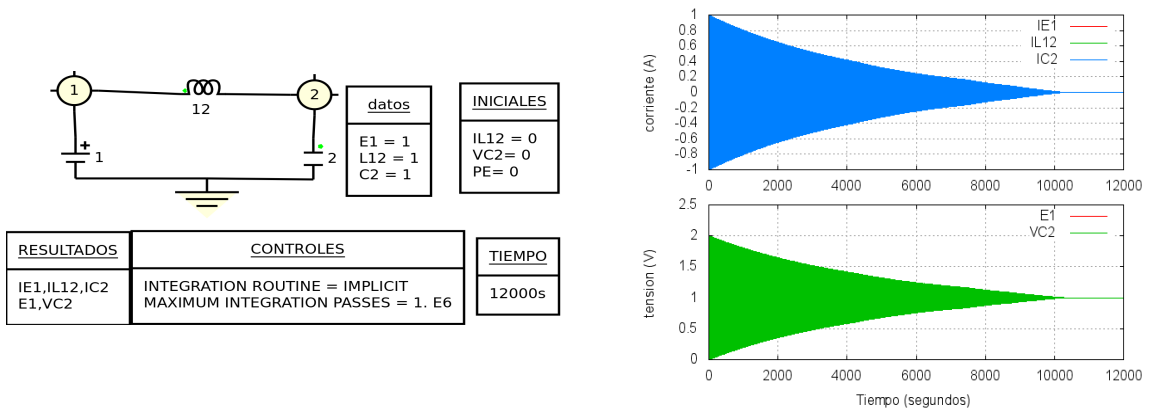 1
12
2
1
2
datos
E1 = 1
L12 = 1
C2 = 1
INICIALES
IL12 = 0
VC2= 0
PE= 0
RESULTADOS
IE1,IL12,IC2
E1,VC2
CONTROLES
INTEGRATION ROUTINE = IMPLICIT
MAXIMUM INTEGRATION PASSES = 1. E6
TIEMPO
12000s
corriente (A)
1
0.8
0.6
0.4
0.2
0
-0.2
-0.4
-0.6
-0.8
-1
IE1
IL12
IC2
0 2000 4000 6000 8000 10000 12000
tension (V)
2.5
2
1.5
1
0.5
0
E1
VC2
0 2000 4000 6000 8000 10000 12000
Tiempo (segundos)